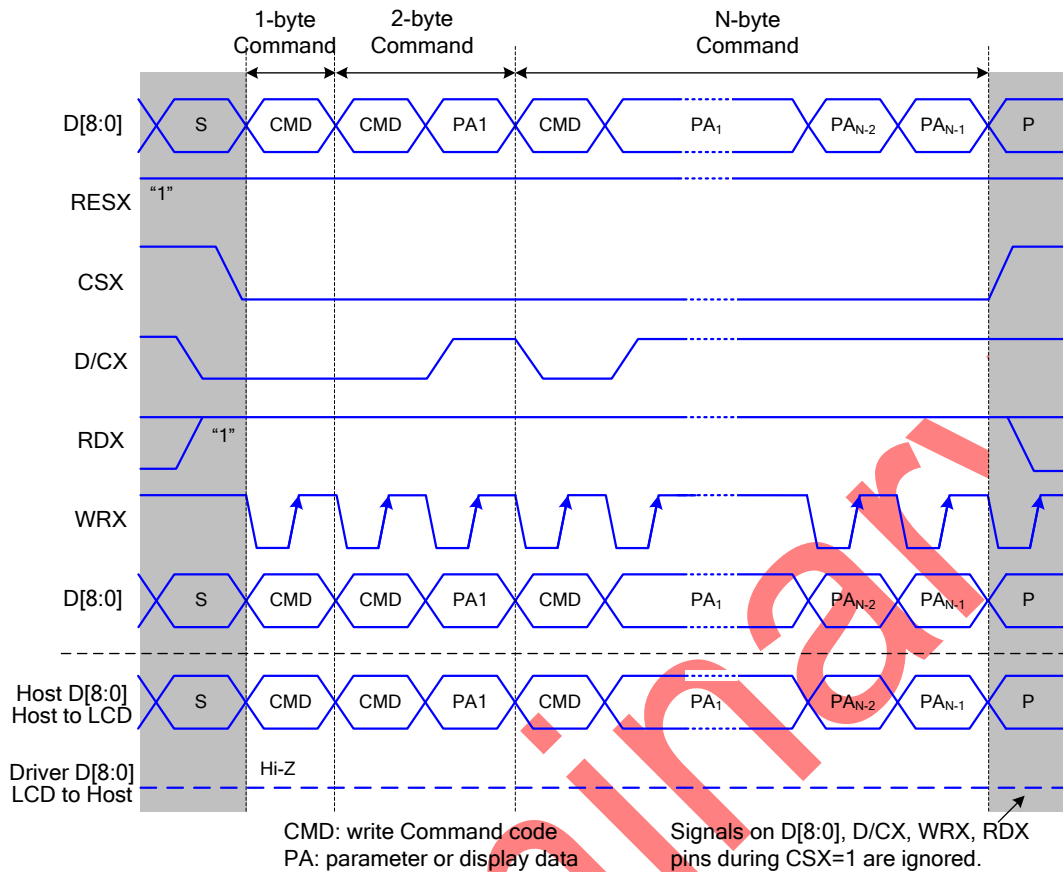 1-byte
Command
2-byte
Command
N-byte
Command
D[8:0] S CMD CMD PA1 CMD PA1 PAN-2 PAN-1 P
RESX "1"
CSX
D/CX
RDX "1"
WRX
D[8:0] S CMD CMD PA1 CMD PA1 PAN-2 PAN-1 P
Host D[8:0]
Host to LCD
S CMD CMD PA1 CMD PA1 PAN-2 PAN-1 P
Driver D[8:0]
LCD to Host
Hi-Z
CMD: write Command code
PA: parameter or display data
Signals on D[8:0], D/CX, WRX, RDX
pins during CSX=1 are ignored.
inar